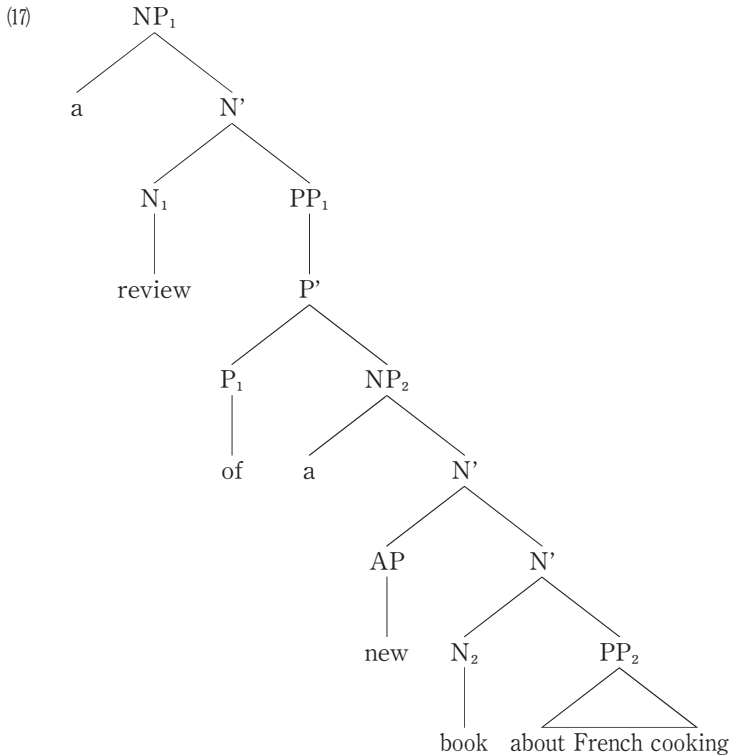 (17) NP₁
a N’
N₁ PP₁
review P’
P₁ NP₂
of a N’
AP N’
new N₂ PP₂
book about French cooking